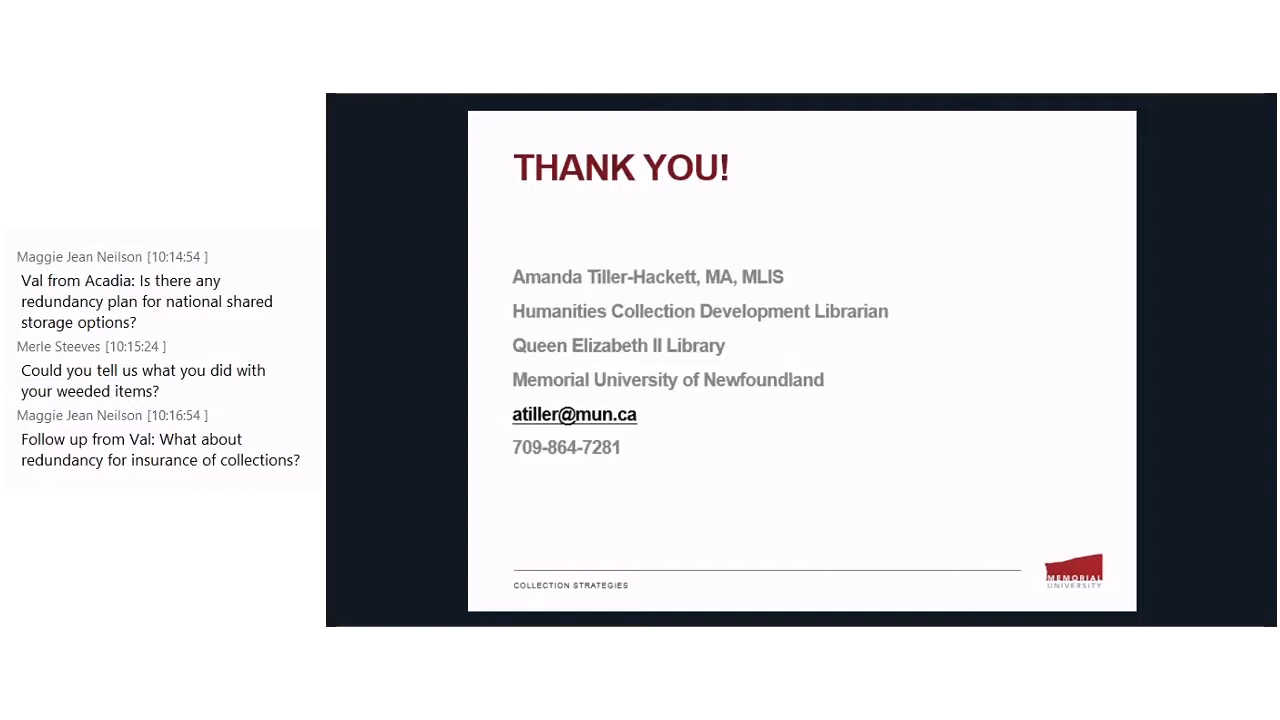 Maggie Jean Neilson [10:14:54 ]
Val from Acadia: Is there any
redundancy plan for national shared
storage options?
Merle Steeves [10:15:24 ]
Could you tell us what you did with
your weeded items?
Maggie Jean Neilson [10:16:54 ]
Follow up from Val: What about
redundancy for insurance of collections?
THANK YOU!
Amanda Tiller-Hackett, MA, MLIS
Humanities Collection Development Librarian
Queen Elizabeth II Library
Memorial University of Newfoundland
atiller@mun.ca
709-864-7281
COLLECTION STRATEGIES
MEMORIAL
UNIVERSITY